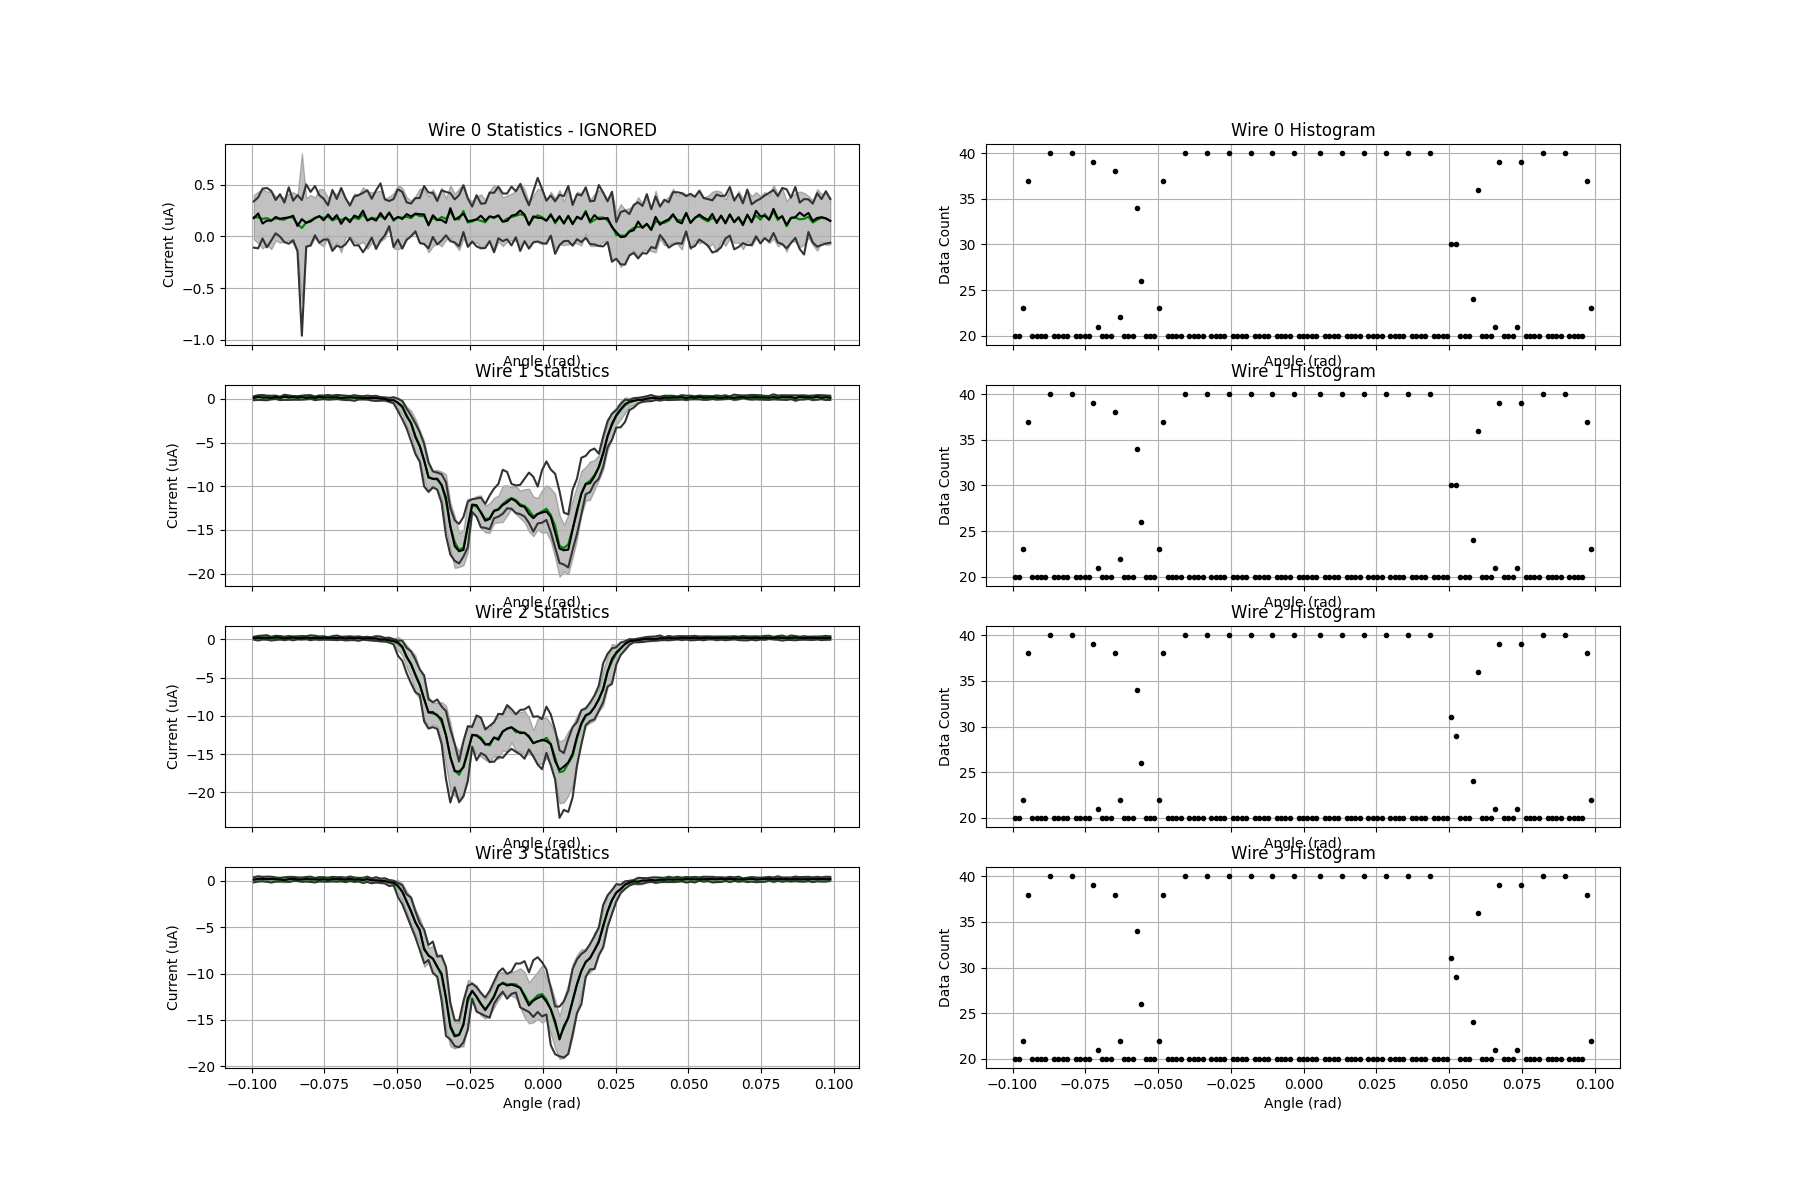 Wire 0 Statistics - IGNORED
Current (uA)
0.5
0.0
−0.5
−1.0
Angle (rad)
Wire 0 Histogram
Data Count
40
35
30
25
20
Angle (rad)
Wire 1 Statistics
Current (uA)
0
−5
−10
−15
−20
Angle (rad)
Wire 1 Histogram
Data Count
40
35
30
25
20
Angle (rad)
Wire 2 Statistics
Current (uA)
0
−5
−10
−15
−20
Angle (rad)
Wire 2 Histogram
Data Count
40
35
30
25
20
Angle (rad)
Wire 3 Statistics
Current (uA)
0
−5
−10
−15
−20
−0.100 −0.075 −0.050 −0.025 0.000 0.025 0.050 0.075 0.100
Angle (rad)
Wire 3 Histogram
Data Count
40
35
30
25
20
−0.100 −0.075 −0.050 −0.025 0.000 0.025 0.050 0.075 0.100
Angle (rad)